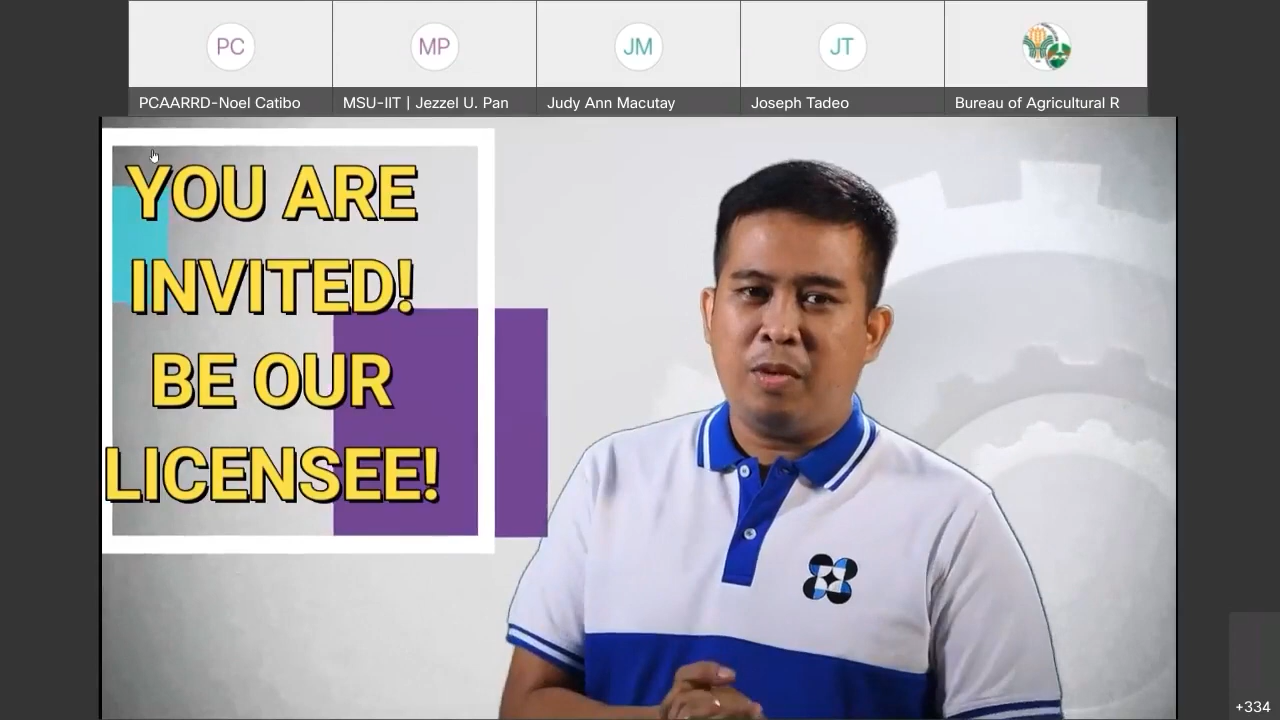 PC
MP
JM
JT
PCAARRD-Noel Catibo
MSU-IIT | Jezzel U. Pan
Judy Ann Macutay
Joseph Tadeo
Bureau of Agricultural R
YOU ARE
INVITED!
BE OUR
LICENSEE!
+334